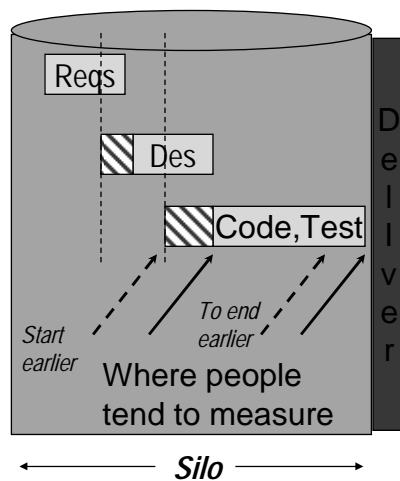 Reqs
Des
Code,Test
Start
earlier
To end
earlier
Where people
tend to measure
Silo
D
e
l
I
v
e
r